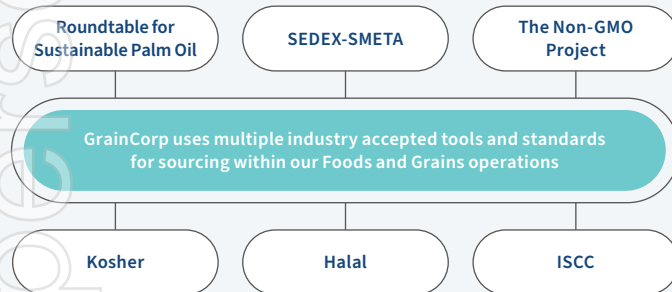 Roundtable for
Sustainable Palm Oil
SEDEX-SMETA
The Non-GMO
Project
GrainCorp uses multiple industry accepted tools and standards
for sourcing within our Foods and Grains operations
Kosher
Halal
ISCC